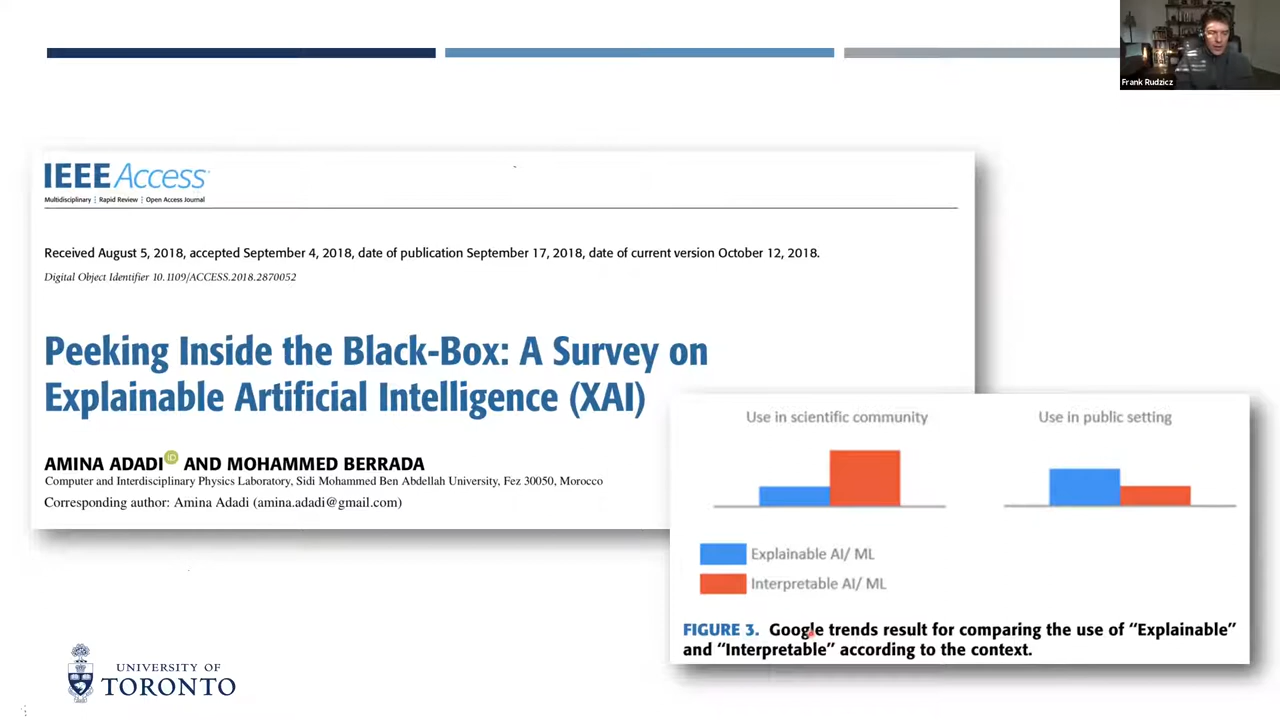 Frank Rudzicz
IEEE Access
Multidisciplinary | Rapid Review | Open Access Journal
Received August 5, 2018, accepted September 4, 2018, date of publication September 17, 2018, date of current version October 12, 2018.
Digital Object Identifier 10.1109/ACCESS.2018.2870052
Peeking Inside the Black-Box: A Survey on
Explainable Artificial Intelligence (XAI)
AMINA ADADI iD AND MOHAMMED BERRADA
Computer and Interdisciplinary Physics Laboratory, Sidi Mohammed Ben Abdellah University, Fez 30050, Morocco
Corresponding author: Amina Adadi (amina.adadi@gmail.com)
Use in scientific community
Use in public setting
Explainable AI/ ML
Interpretable AI/ ML
FIGURE 3. Google trends result for comparing the use of “Explainable”
and “Interpretable” according to the context.
UNIVERSITY OF
TORONTO